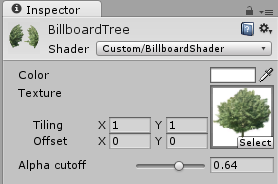 Inspector
BillboardTree
Shader Custom/BillboardShader
Color
Texture
Tiling X 1 Y 1
Offset X 0 Y 0
Select
Alpha cutoff 0.64